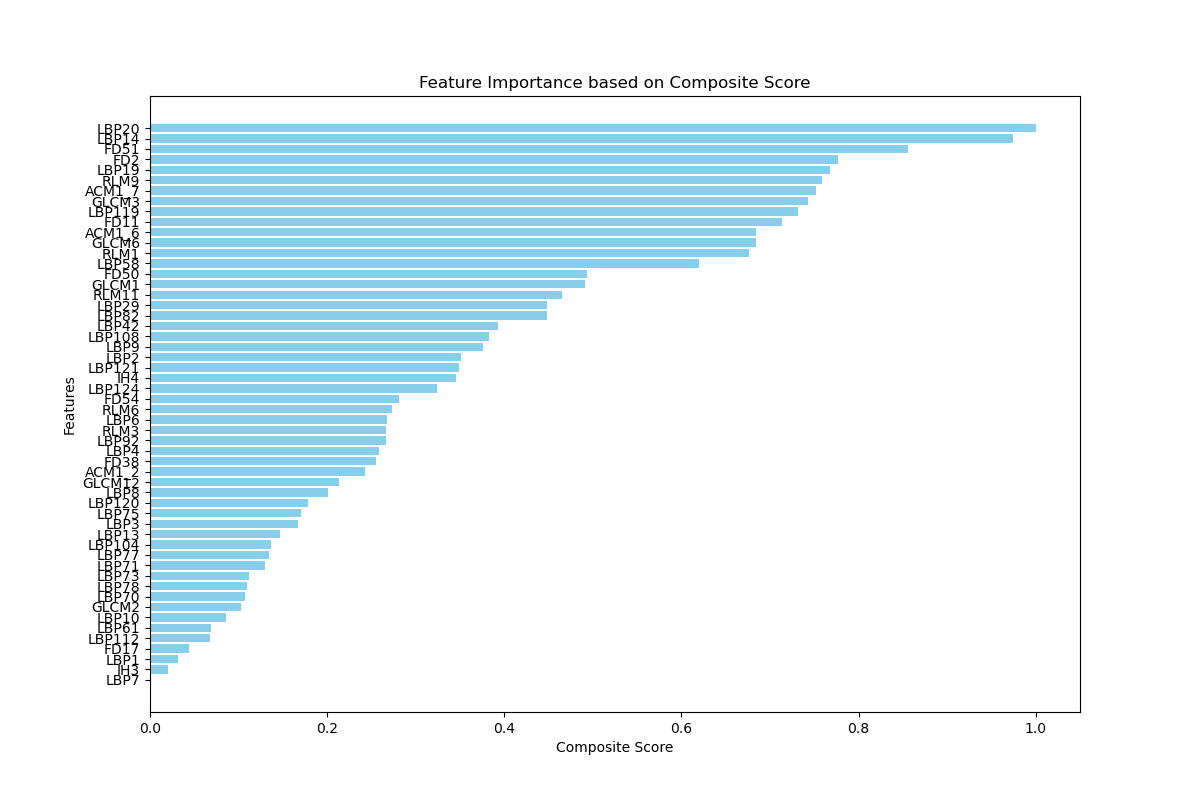 Feature Importance based on Composite Score
LBP20
LBP14
FD51
FD2
LBP19
RLM9
ACM1_7
GLCM3
LBP119
FD11
ACM1_6
GLCM6
RLM1
LBP58
FD50
GLCM1
RLM11
LBP29
LBP82
LBP42
LBP108
LBP9
LBP2
LBP121
IH4
LBP124
FD54
RLM6
LBP6
RLM3
LBP92
LBP4
FD38
ACM1_2
GLCM12
LBP8
LBP120
LBP75
LBP3
LBP13
LBP104
LBP77
LBP71
LBP73
LBP78
LBP70
GLCM2
LBP10
LBP61
LBP112
FD17
LBP1
IH3
LBP7
Features
0.0 0.2 0.4 0.6 0.8 1.0
Composite Score